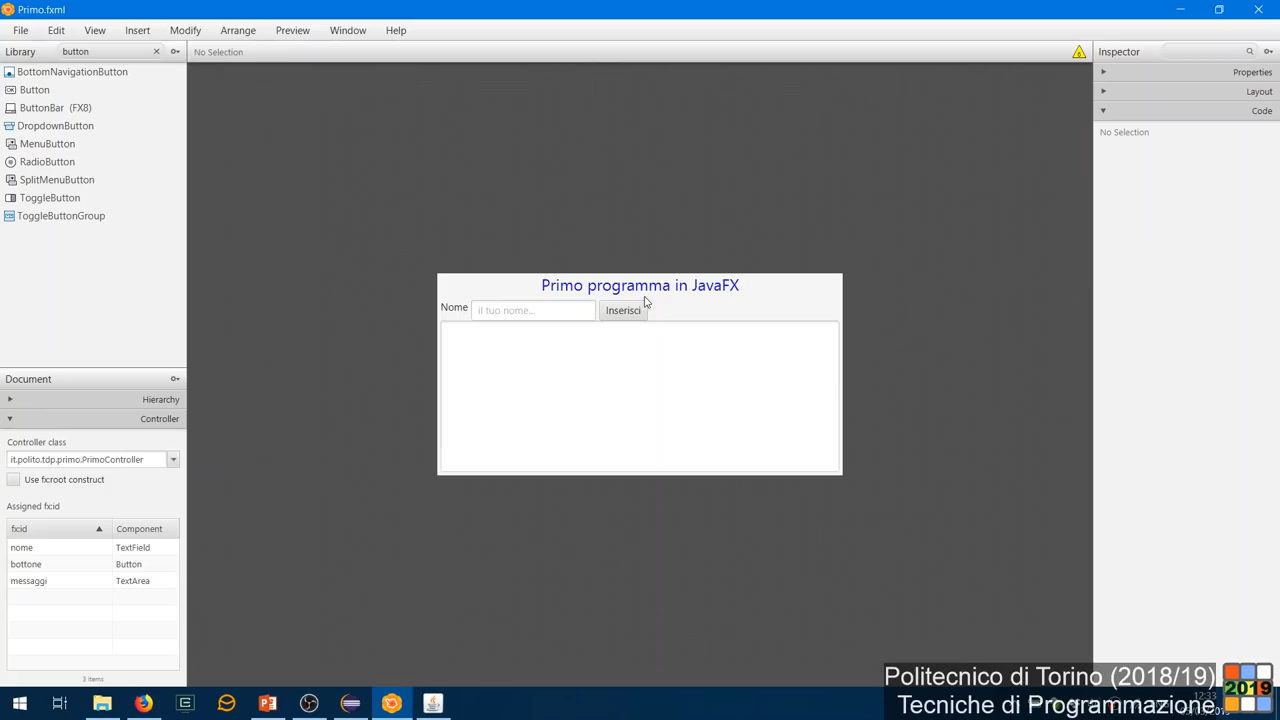 Primo.fxml
File Edit View Insert Modify Arrange Preview Window Help
Library button
No Selection
Inspector
BottomNavigationButton
Button
ButtonBar (FX8)
DropdownButton
MenuButton
RadioButton
SplitMenuButton
ToggleButton
ToggleButtonGroup
Properties
Layout
Code
No Selection
Primo programma in JavaFX
Nome il tuo nome... Inserisci
Document
Hierarchy
Controller
Controller class
it.polito.tdp.primo.PrimoController
Use fx:root construct
Assigned fx:id
fx:id Component
nome TextField
bottone Button
messaggi TextArea
3 items
Politecnico di Torino (2018/19)
Tecniche di Programmazione
2019
12:33